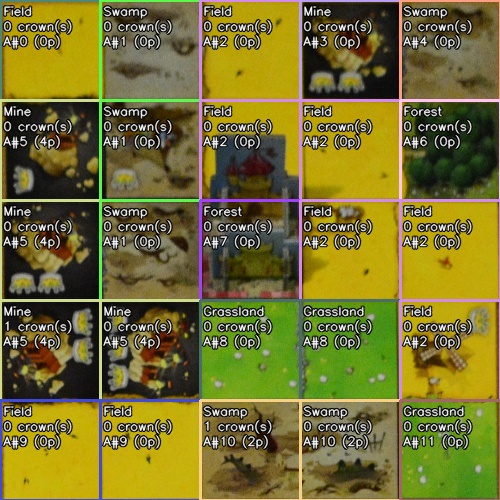 Field
0 crown(s)
A#0 (0p)
Swamp
0 crown(s)
A#1 (0p)
Field
0 crown(s)
A#2 (0p)
Mine
0 crown(s)
A#3 (0p)
Swamp
0 crown(s)
A#4 (0p)
Mine
0 crown(s)
A#5 (4p)
Swamp
0 crown(s)
A#1 (0p)
Field
0 crown(s)
A#2 (0p)
Field
0 crown(s)
A#2 (0p)
Forest
0 crown(s)
A#6 (0p)
Mine
0 crown(s)
A#5 (4p)
Swamp
0 crown(s)
A#1 (0p)
Forest
0 crown(s)
A#7 (0p)
Field
0 crown(s)
A#2 (0p)
Field
0 crown(s)
A#2 (0p)
Mine
1 crown(s)
A#5 (4p)
Mine
0 crown(s)
A#5 (4p)
Grassland
0 crown(s)
A#8 (0p)
Grassland
0 crown(s)
A#8 (0p)
Field
0 crown(s)
A#2 (0p)
Field
0 crown(s)
A#9 (0p)
Field
0 crown(s)
A#9 (0p)
Swamp
1 crown(s)
A#10 (2p)
Swamp
0 crown(s)
A#10 (2p)
Grassland
0 crown(s)
A#11 (0p)